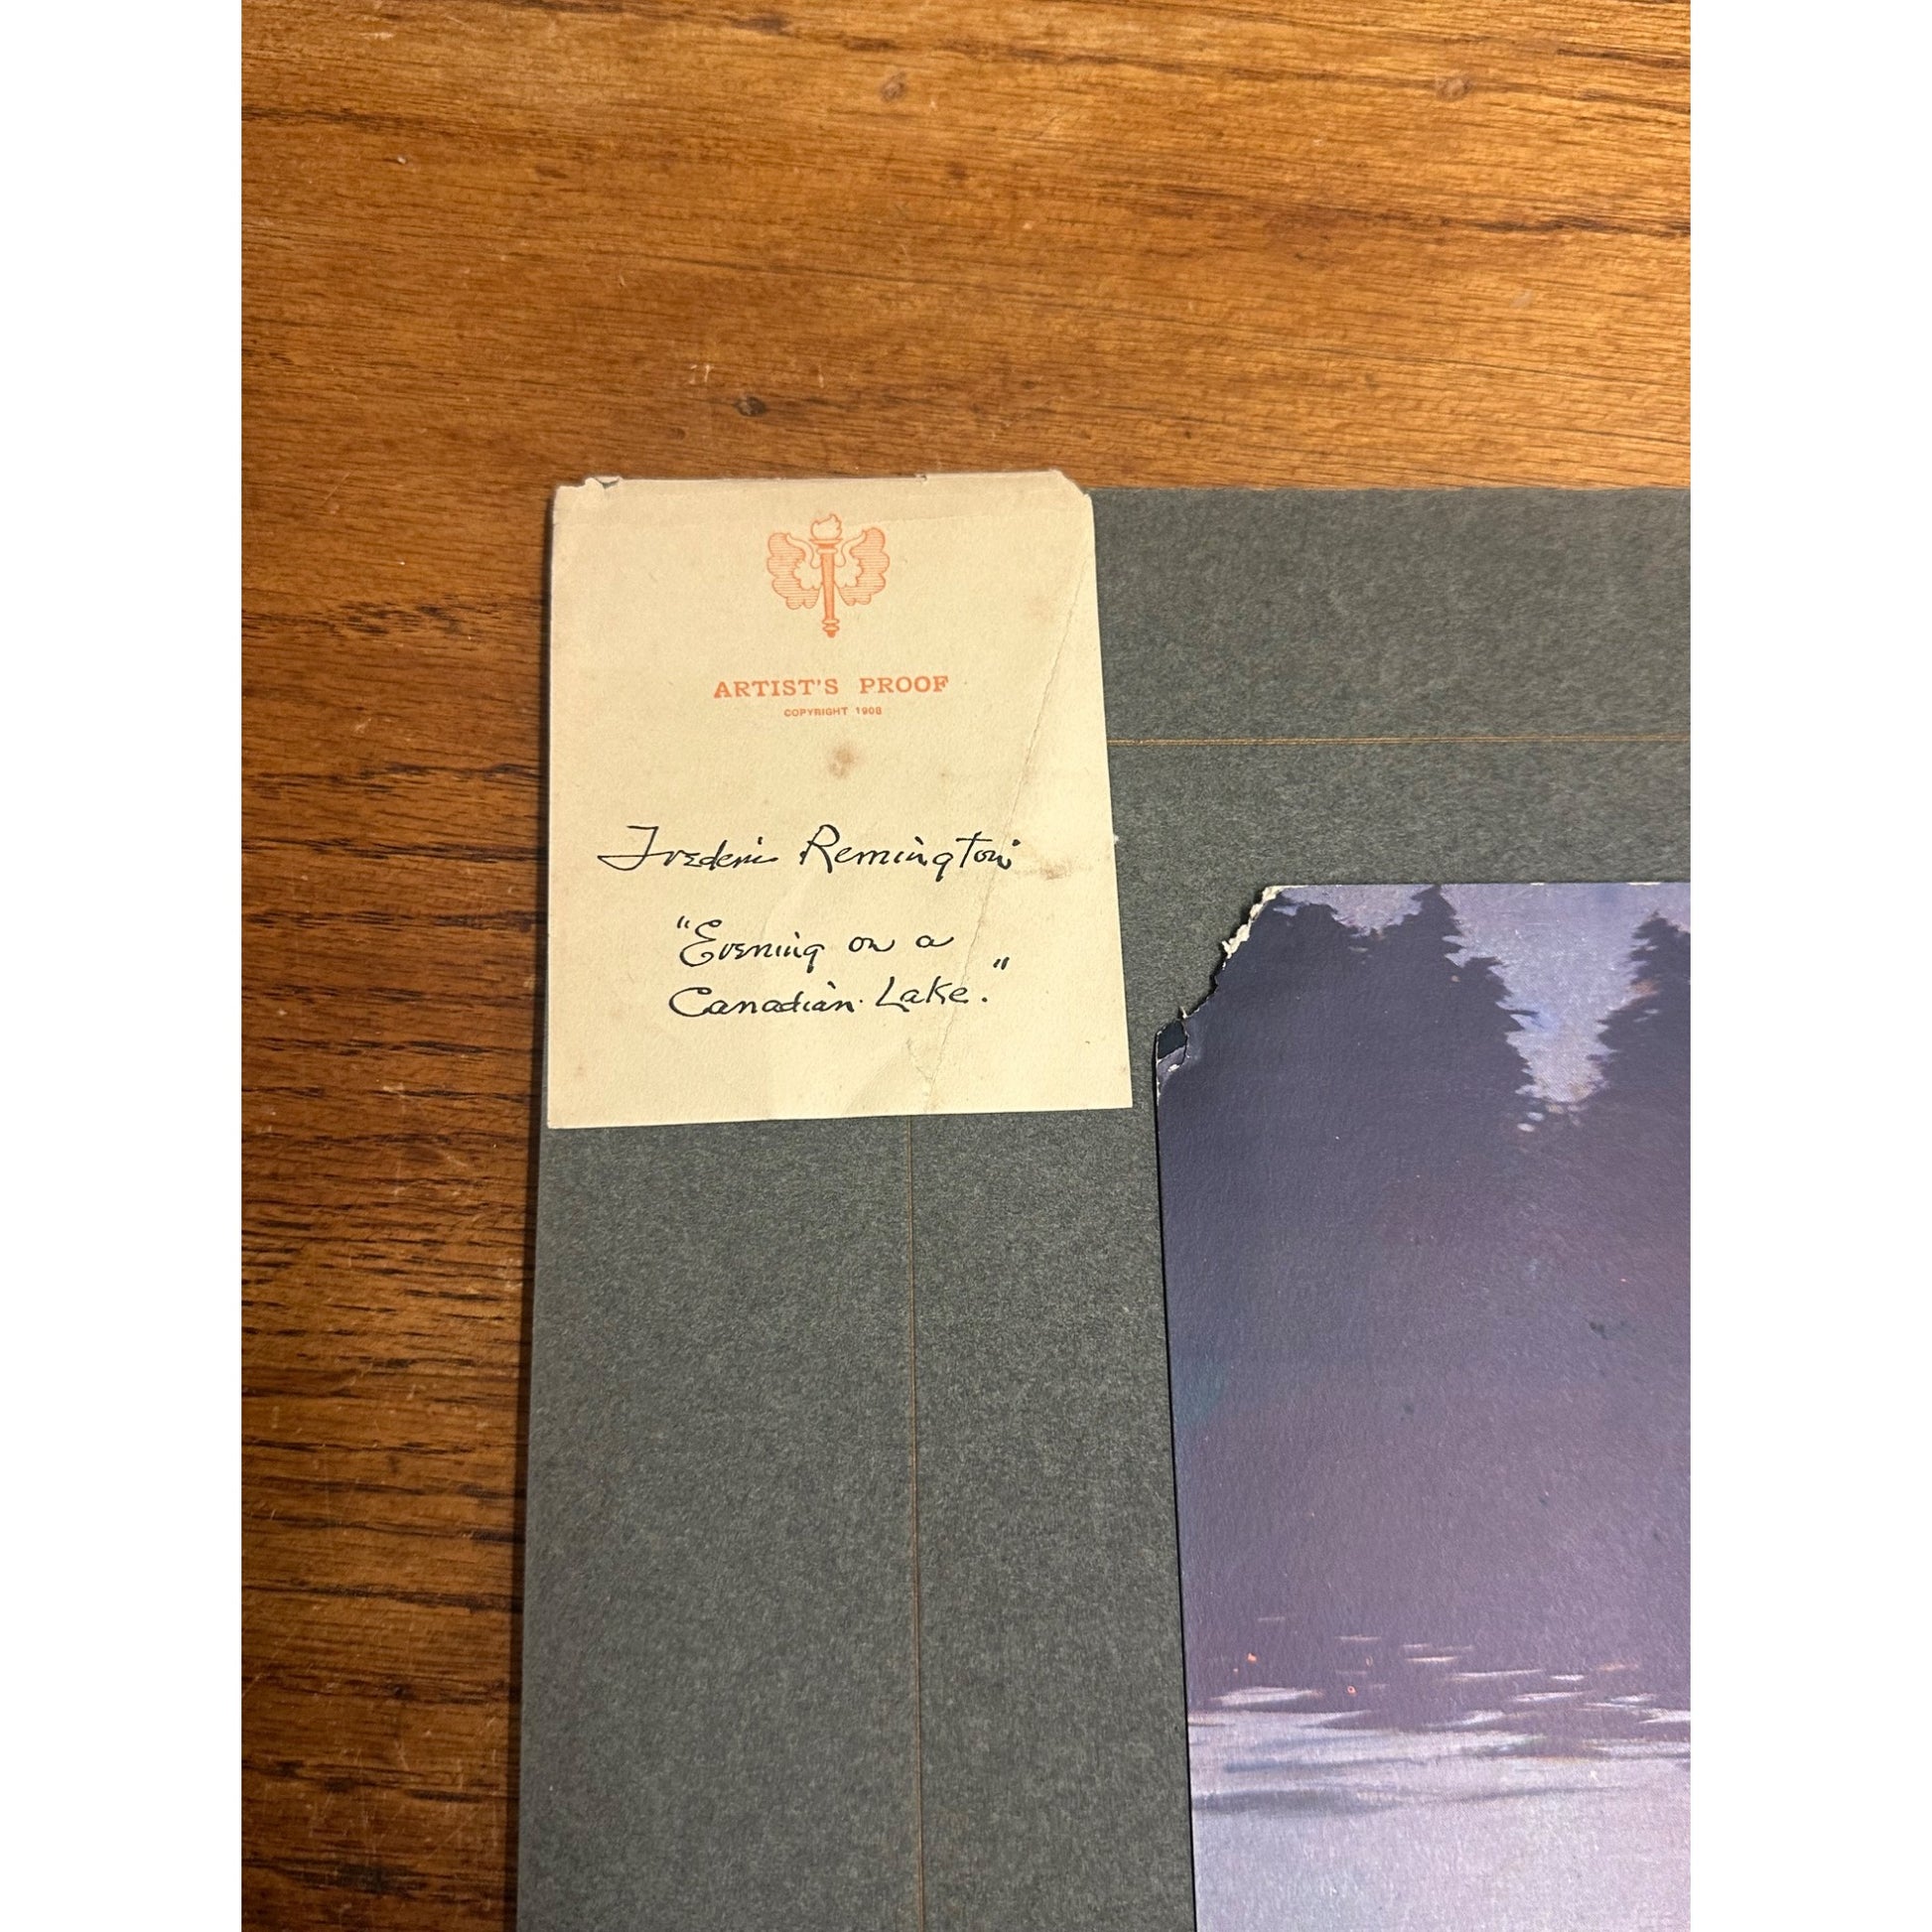 ARTIST'S PROOF
COPYRIGHT 1908
Frederic Remington
"Evening on a
Canadian Lake."